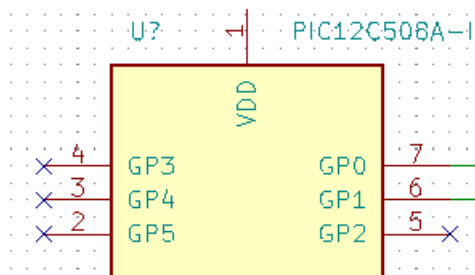 U? 1 PIC12C508A-I
VDD
4 GP3 GP0 7
3 GP4 GP1 6
2 GP5 GP2 5